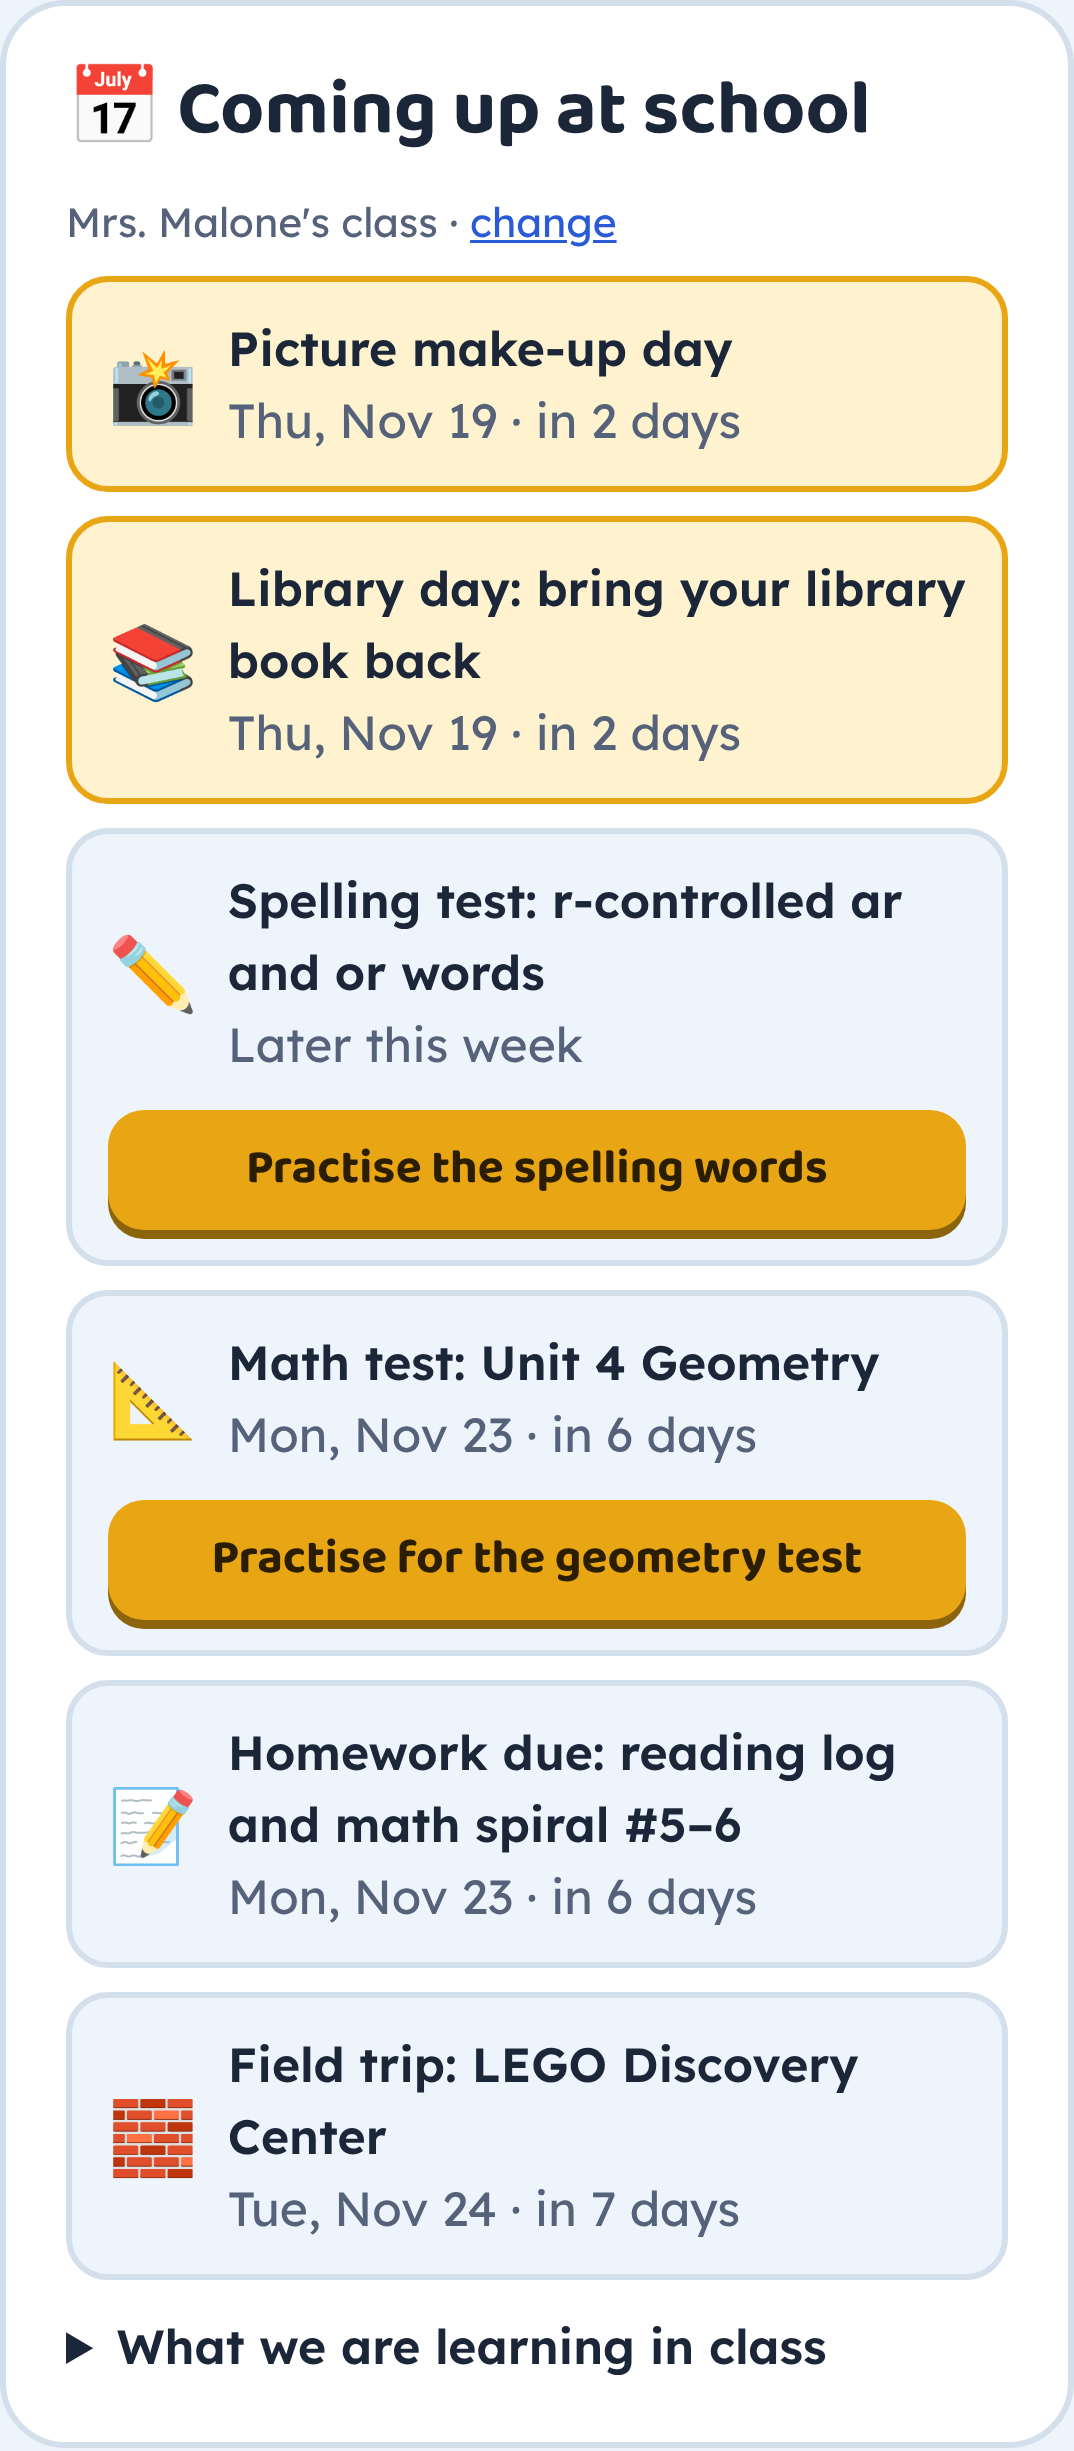 July
17
Coming up at school
Mrs. Malone's class · change
Picture make-up day
Thu, Nov 19 · in 2 days
Library day: bring your library
book back
Thu, Nov 19 · in 2 days
Spelling test: r-controlled ar
and or words
Later this week
Practise the spelling words
Math test: Unit 4 Geometry
Mon, Nov 23 · in 6 days
Practise for the geometry test
Homework due: reading log
and math spiral #5–6
Mon, Nov 23 · in 6 days
Field trip: LEGO Discovery
Center
Tue, Nov 24 · in 7 days
What we are learning in class